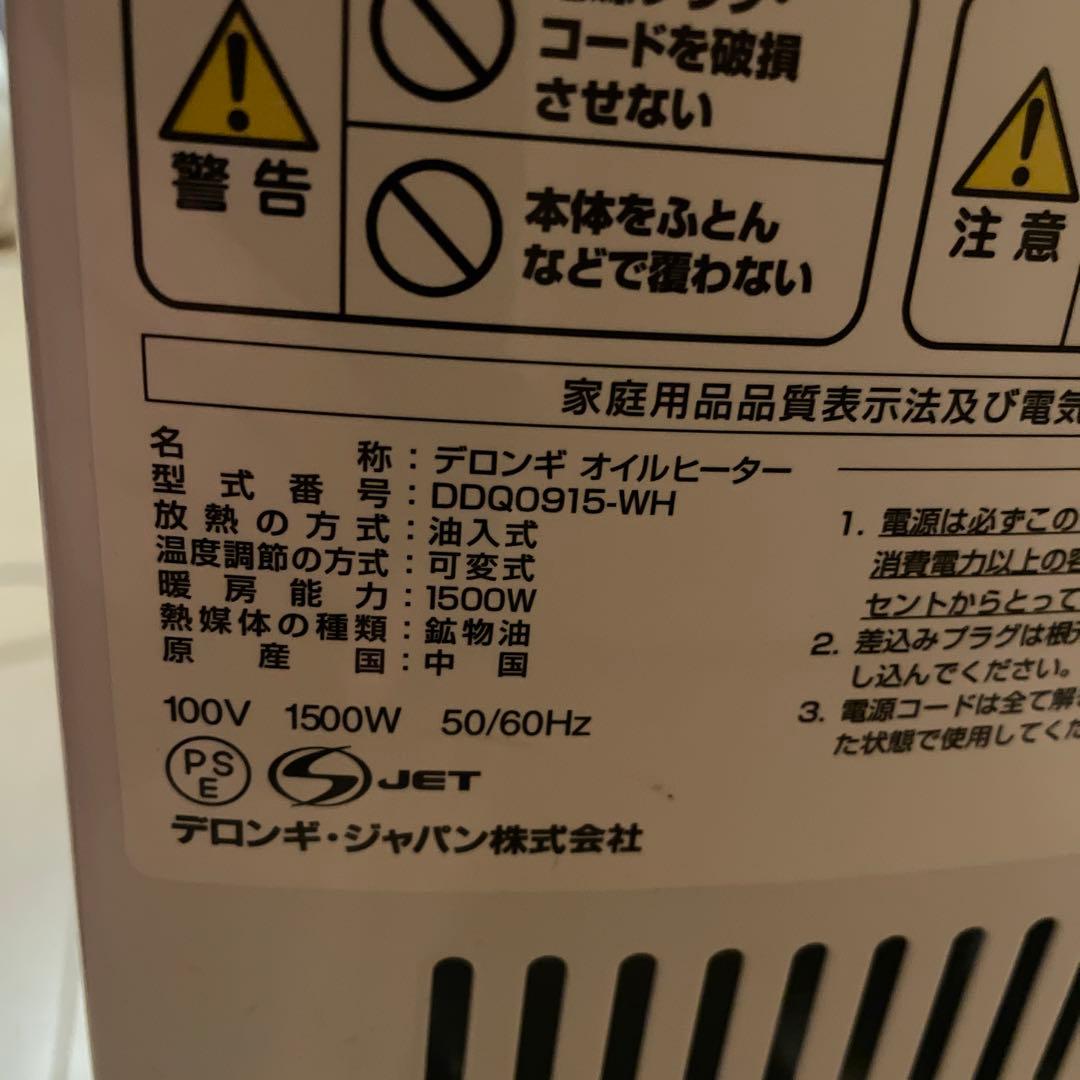 コードを破損
させない
警告
本体をふとん
などで覆わない
注意
家庭用品品質表示法及び電気
名称：デロンギ オイルヒーター
型式番号：DDQ0915-WH
放熱の方式：油入式
温度調節の方式：可変式
暖房能力：1500W
熱媒体の種類：鉱物油
原産国：中国
100V 1500W 50/60Hz
PSE
S JET
デロンギ・ジャパン株式会社
1. 電源は必ずこの
消費電力以上の容
セントからとって
2. 差込みプラグは根元
し込んでください。
3. 電源コードは全て解
た状態で使用してくだ